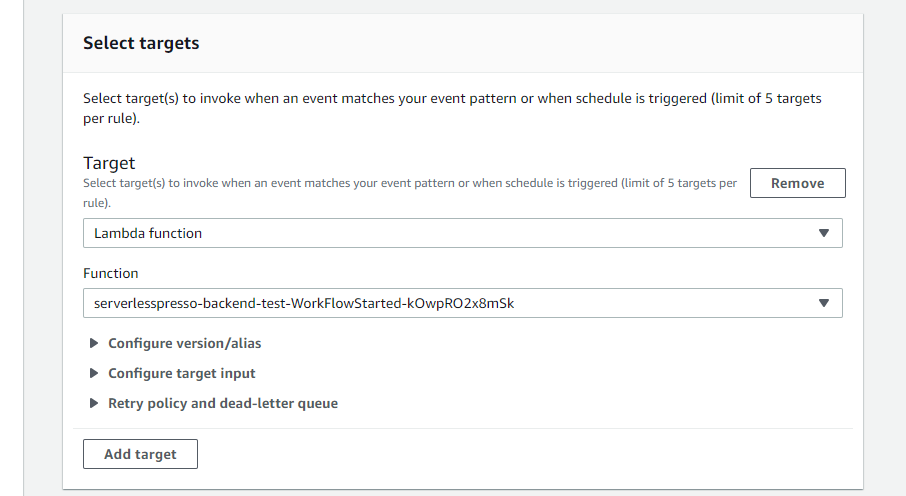 Select targets
Select target(s) to invoke when an event matches your event pattern or when schedule is triggered (limit of 5 targets
per rule).
Target
Select target(s) to invoke when an event matches your event pattern or when schedule is triggered (limit of 5 targets per
rule).
Remove
Lambda function
Function
serverlesspresso-backend-test-WorkFlowStarted-kOwpRO2x8mSk
Configure version/alias
Configure target input
Retry policy and dead-letter queue
Add target